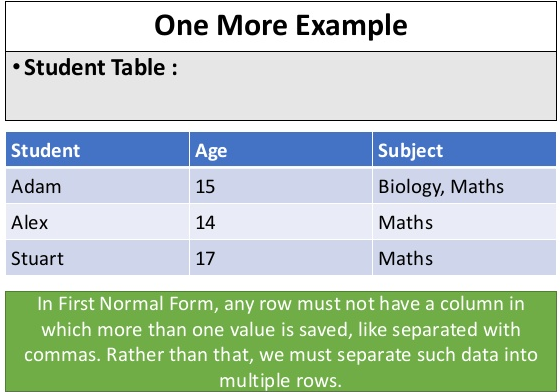 One More Example
• Student Table :
Student Age Subject
Adam 15 Biology, Maths
Alex 14 Maths
Stuart 17 Maths
In First Normal Form, any row must not have a column in
which more than one value is saved, like separated with
commas. Rather than that, we must separate such data into
multiple rows.